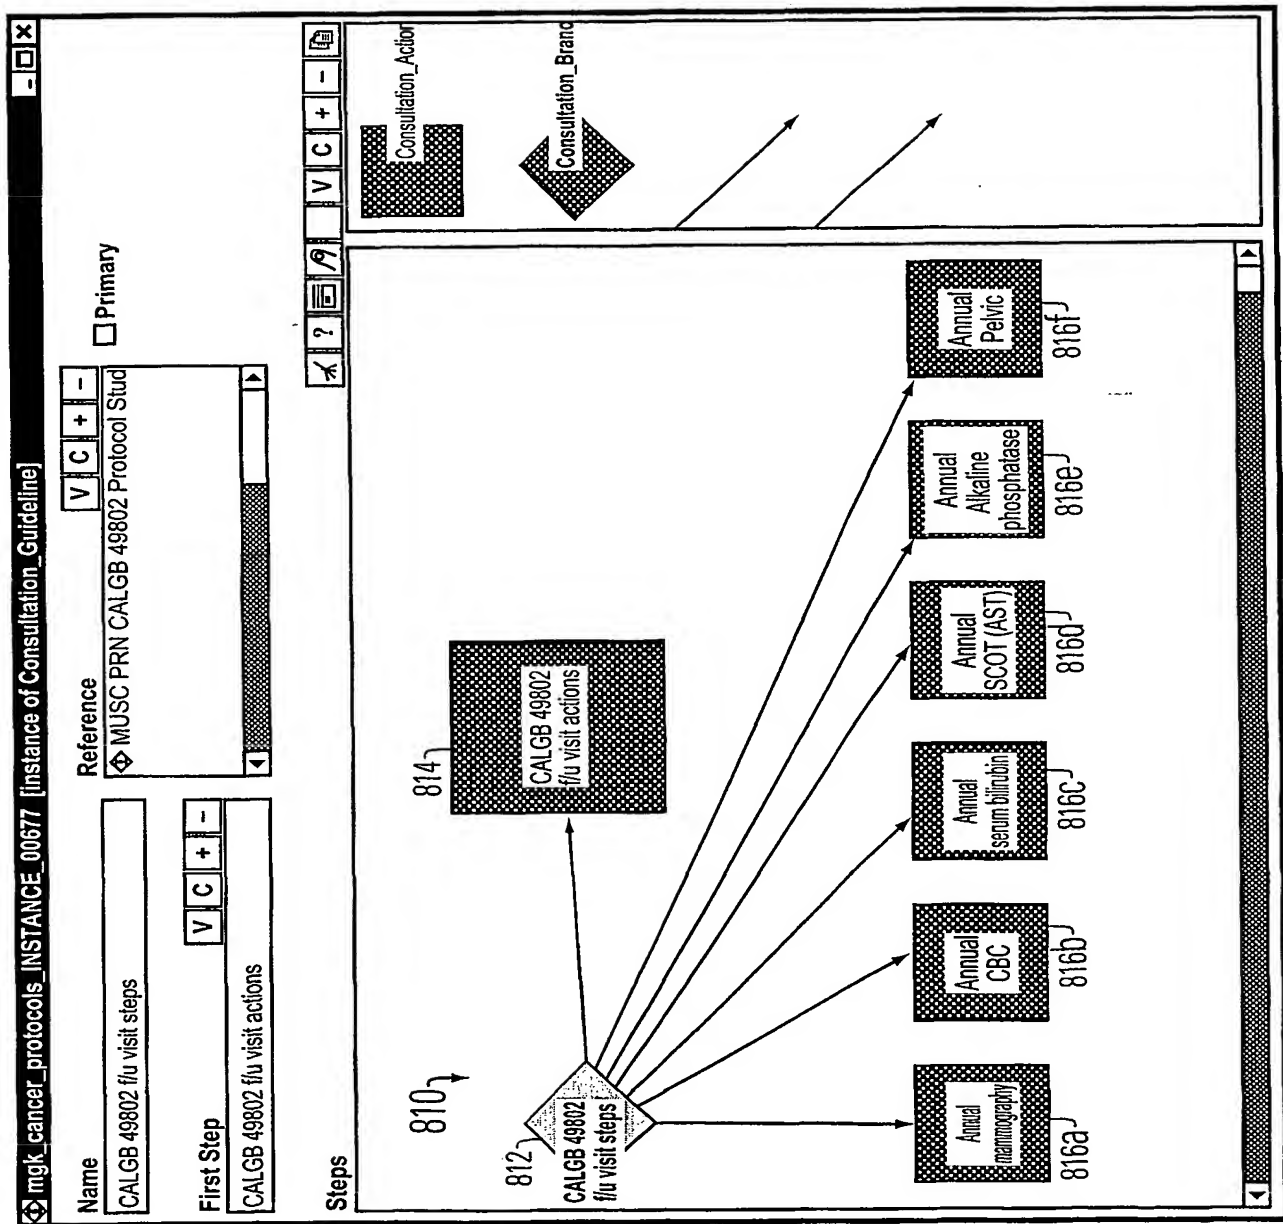 mgk_cancer_protocols_INSTANCE_00677 [instance of Consultation_Guideline]
Name
CALGB 49802 f/u visit steps
Reference
V C + -
MUSC PRN CALGB 49802 Protocol Stud
Primary
First Step
V C + -
CALGB 49802 f/u visit actions
Steps
? V C + -
810
812
CALGB 49802
f/u visit steps
814
CALGB 49802
f/u visit actions
Annual
mammography
816a
Annual
CBC
816b
Annual
serum bilirubin
816c
Annual
SCOT (AST)
816d
Annual
Alkaline
phosphatase
816e
Annual
Pelvic
816f
Consultation_Action
Consultation_Branc